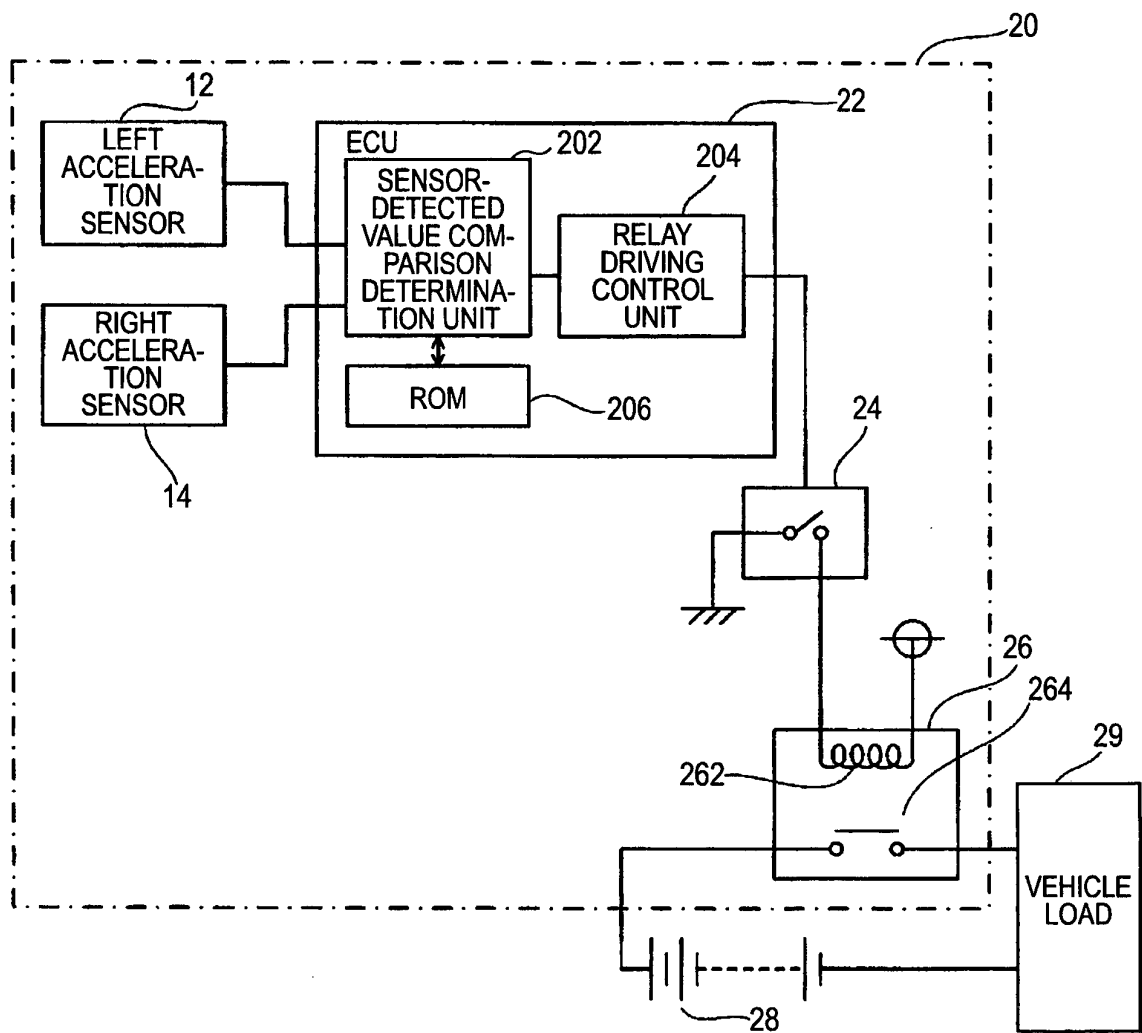 20
12
22
LEFT
ACCELERA-
TION
SENSOR
ECU
202
SENSOR-
DETECTED
VALUE COM-
PARISON
DETERMINA-
TION UNIT
204
RELAY
DRIVING
CONTROL
UNIT
RIGHT
ACCELERA-
TION
SENSOR
ROM
206
14
24
26
264
262
29
VEHICLE
LOAD
28